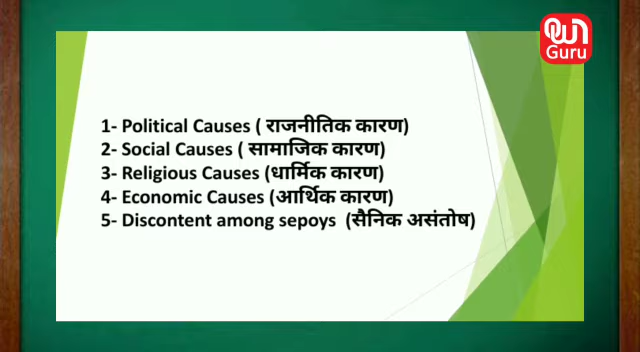 Guru
1- Political Causes ( राजनीतिक कारण)
2- Social Causes ( सामाजिक कारण)
3- Religious Causes (धार्मिक कारण)
4- Economic Causes (आर्थिक कारण)
5- Discontent among sepoys (सैनिक असंतोष)